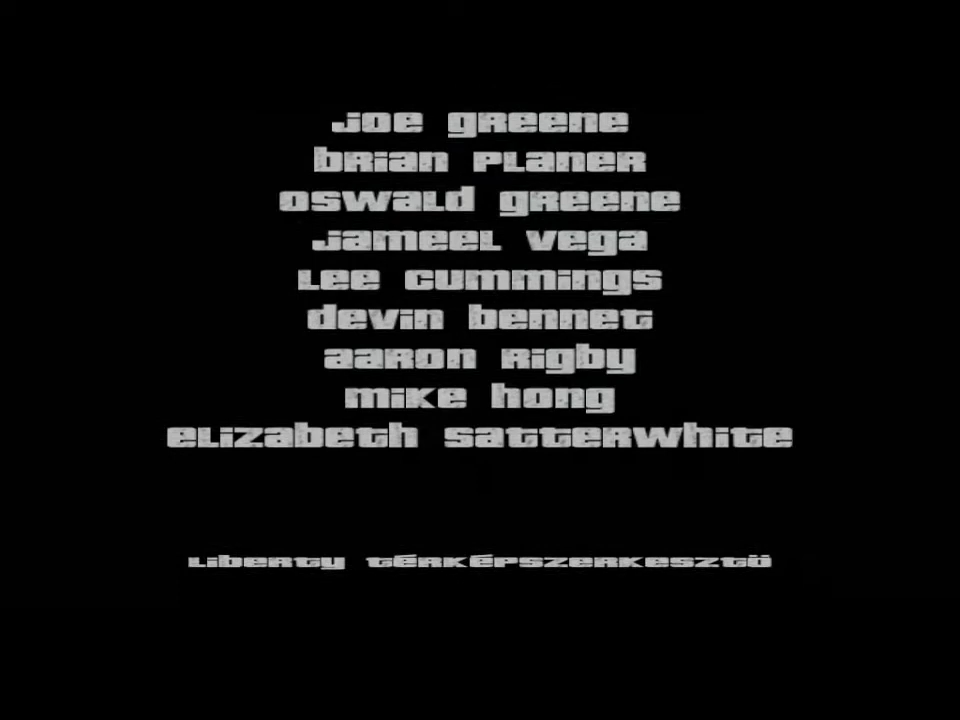 Joe Greene
Brian Planer
Oswald Greene
Jameel Vega
Lee Cummings
Devin Bennet
Aaron Rigby
Mike Hong
Elizabeth Satterwhite
Liberty térképszerkesztö